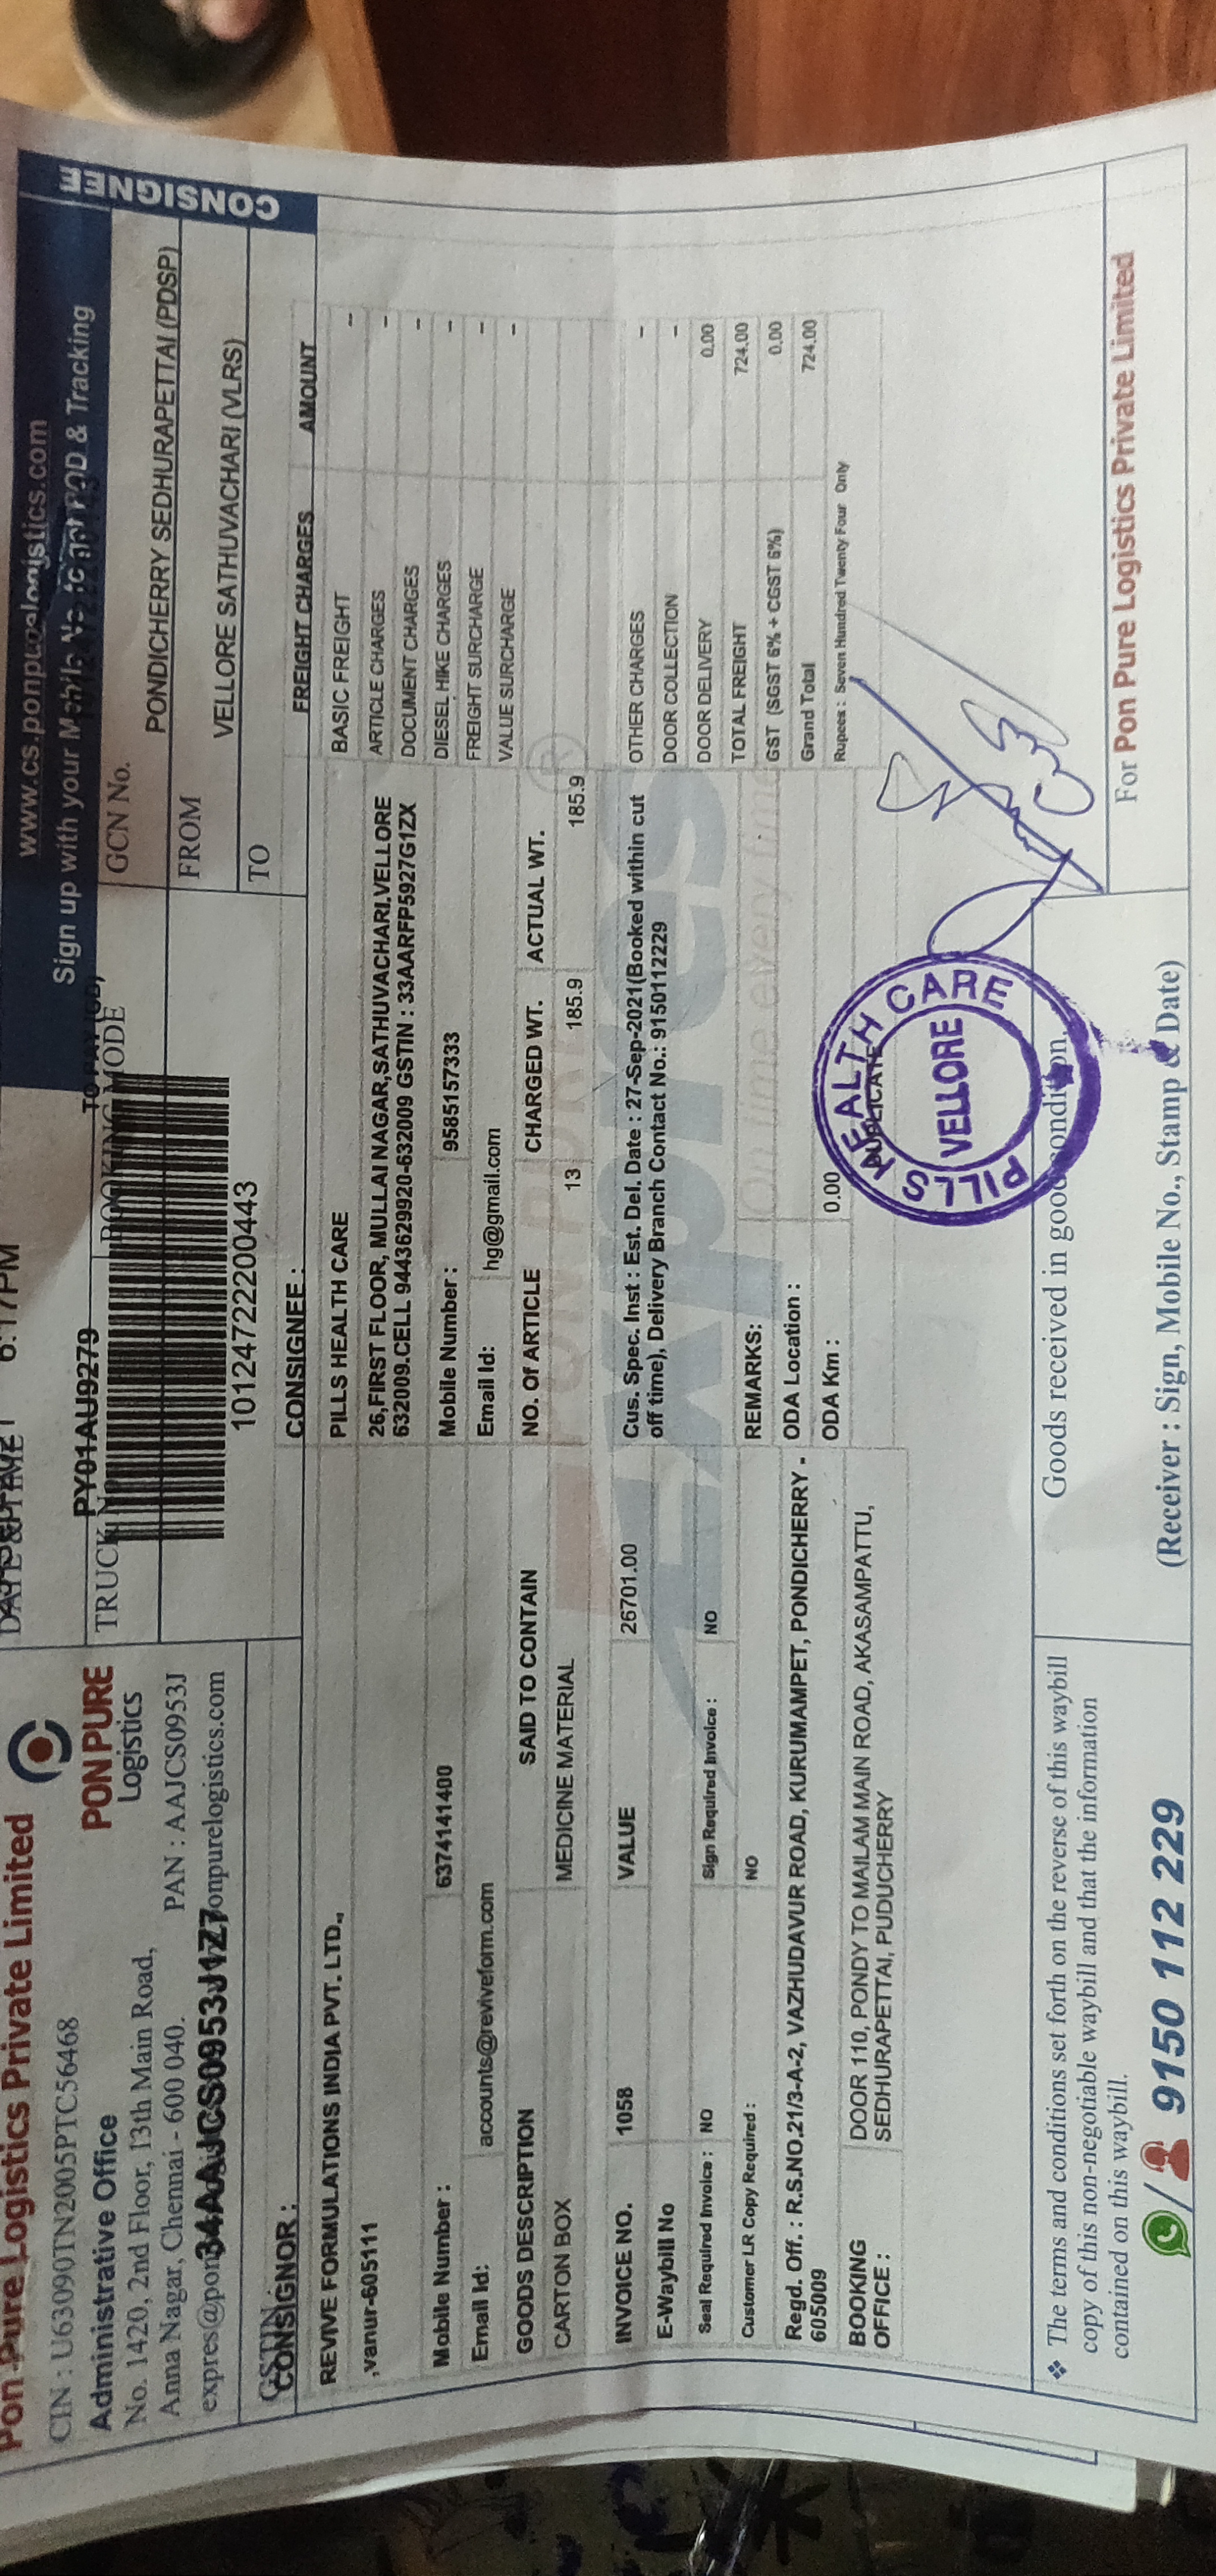 Pon Pure Logistics Private Limited
CIN : U63090TN2005PTC56468
Administrative Office
No. 1420, 2nd Floor, 13th Main Road,
Anna Nagar, Chennai - 600 040.
PAN : AAJCS0953J
PON PURE
Logistics
34AAJCS0953J1Z7
GSTIN :
DATE & TIME
6:17PM
TRUCK
PY01AU9279
BOOKING MODE
10124722200443
www.cs.ponpurelogistics.com
Sign up with your Mobile No. to get POD & Tracking
CONSIGNEE
GCN No.
FROM
PONDICHERRY SEDHURAPETTAI (PDSP)
TO
VELLORE SATHUVACHARI (VLRS)
CONSIGNOR :
REVIVE FORMULATIONS INDIA PVT. LTD.,
,vanur-605111
Mobile Number : 6374141400
Email Id: accounts@reviveform.com
GOODS DESCRIPTION SAID TO CONTAIN
CARTON BOX MEDICINE MATERIAL
INVOICE NO. 1058 VALUE 26701.00
E-Waybill No
Seal Required Invoice : NO Sign Required Invoice : NO
Customer LR Copy Required : NO
Regd. Off. : R.S.NO.21/3-A-2, VAZHUDAVUR ROAD, KURUMAMPET, PONDICHERRY -
605009
BOOKING OFFICE :
DOOR 110, PONDY TO MAILAM MAIN ROAD, AKASAMPATTU,
SEDHURAPETTAI, PUDUCHERRY
CONSIGNEE :
PILLS HEALTH CARE
26,FIRST FLOOR, MULLAI NAGAR,SATHUVACHARI.VELLORE
632009.CELL 9443629920-632009 GSTIN : 33AARFP5927G1ZX
Mobile Number : 9585157333
Email Id: hg@gmail.com
NO. Of ARTICLE 13 CHARGED WT. 185.9 ACTUAL WT. 185.9
Cus. Spec. Inst : Est. Del. Date : 27-Sep-2021(Booked within cut
off time), Delivery Branch Contact No.: 9150112229
REMARKS:
ODA Location :
ODA Km : 0.00
DUPLICATE
FREIGHT CHARGES AMOUNT
BASIC FREIGHT --
ARTICLE CHARGES --
DOCUMENT CHARGES --
DIESEL HIKE CHARGES --
FREIGHT SURCHARGE --
VALUE SURCHARGE --
OTHER CHARGES --
DOOR COLLECTION --
DOOR DELIVERY 0.00
TOTAL FREIGHT 724.00
GST (SGST 6% + CGST 6%) 0.00
Grand Total 724.00
Rupees : Seven Hundred Twenty Four Only
PILLS HEALTH CARE
VELLORE
❖ The terms and conditions set forth on the reverse of this waybill
copy of this non-negotiable waybill and that the information
contained on this waybill.
9150 112 229
Goods received in good condition.
(Receiver : Sign, Mobile No., Stamp & Date)
For Pon Pure Logistics Private Limited